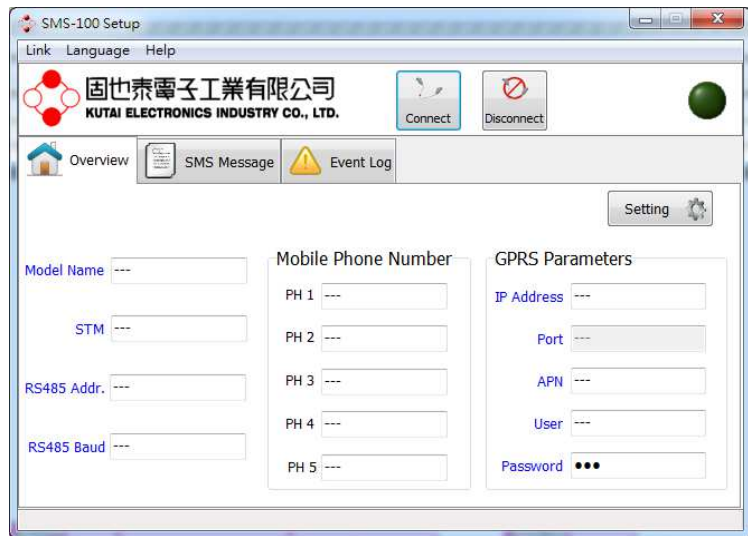 SMS-100 Setup
Link Language Help
固也泰電子工業有限公司
KUTAI ELECTRONICS INDUSTRY CO., LTD.
Connect
Disconnect
Overview
SMS Message
Event Log
Setting
Model Name ---
STM ---
RS485 Addr. ---
RS485 Baud ---
Mobile Phone Number
PH 1 ---
PH 2 ---
PH 3 ---
PH 4 ---
PH 5 ---
GPRS Parameters
IP Address ---
Port ---
APN ---
User ---
Password ●●●